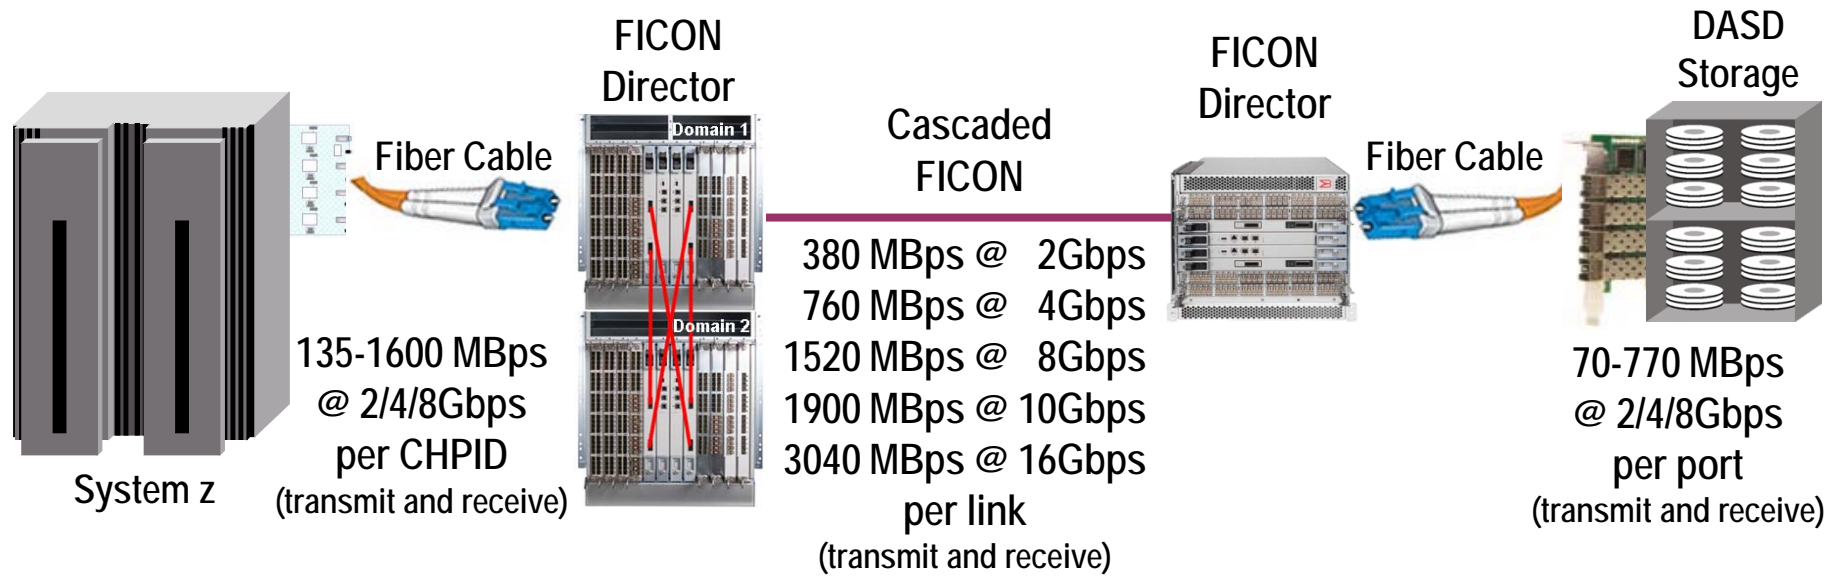 FICON
Director
FICON
Director
DASD
Storage
Domain 1
Fiber Cable
Cascaded
FICON
Fiber Cable
380 MBps @ 2Gbps
760 MBps @ 4Gbps
1520 MBps @ 8Gbps
1900 MBps @ 10Gbps
3040 MBps @ 16Gbps
per link
(transmit and receive)
Domain 2
135-1600 MBps
@ 2/4/8Gbps
per CHPID
(transmit and receive)
System z
70-770 MBps
@ 2/4/8Gbps
per port
(transmit and receive)